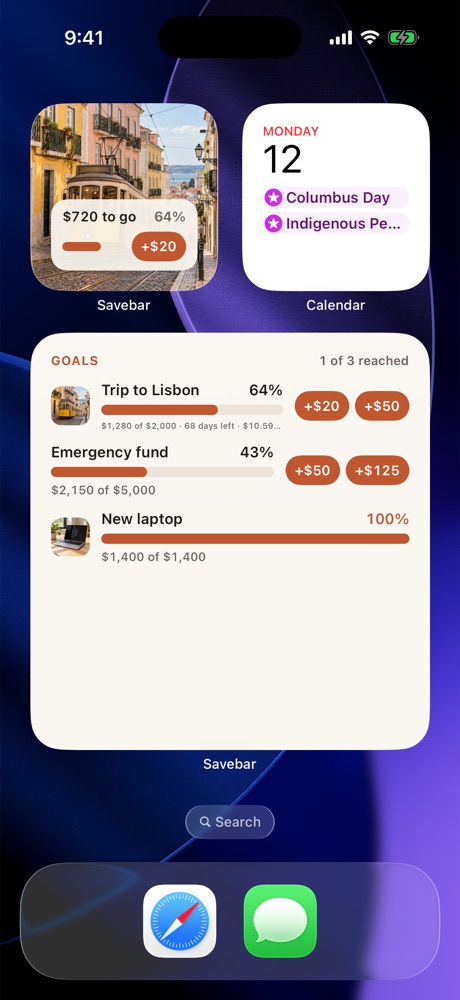 9:41
$720 to go 64%
+$20
Savebar
MONDAY
12
Columbus Day
Indigenous Pe...
Calendar
GOALS 1 of 3 reached
Trip to Lisbon 64%
+$20 +$50
$1,280 of $2,000 · 68 days left · $10.59...
Emergency fund 43%
+$50 +$125
$2,150 of $5,000
New laptop 100%
$1,400 of $1,400
Savebar
Search